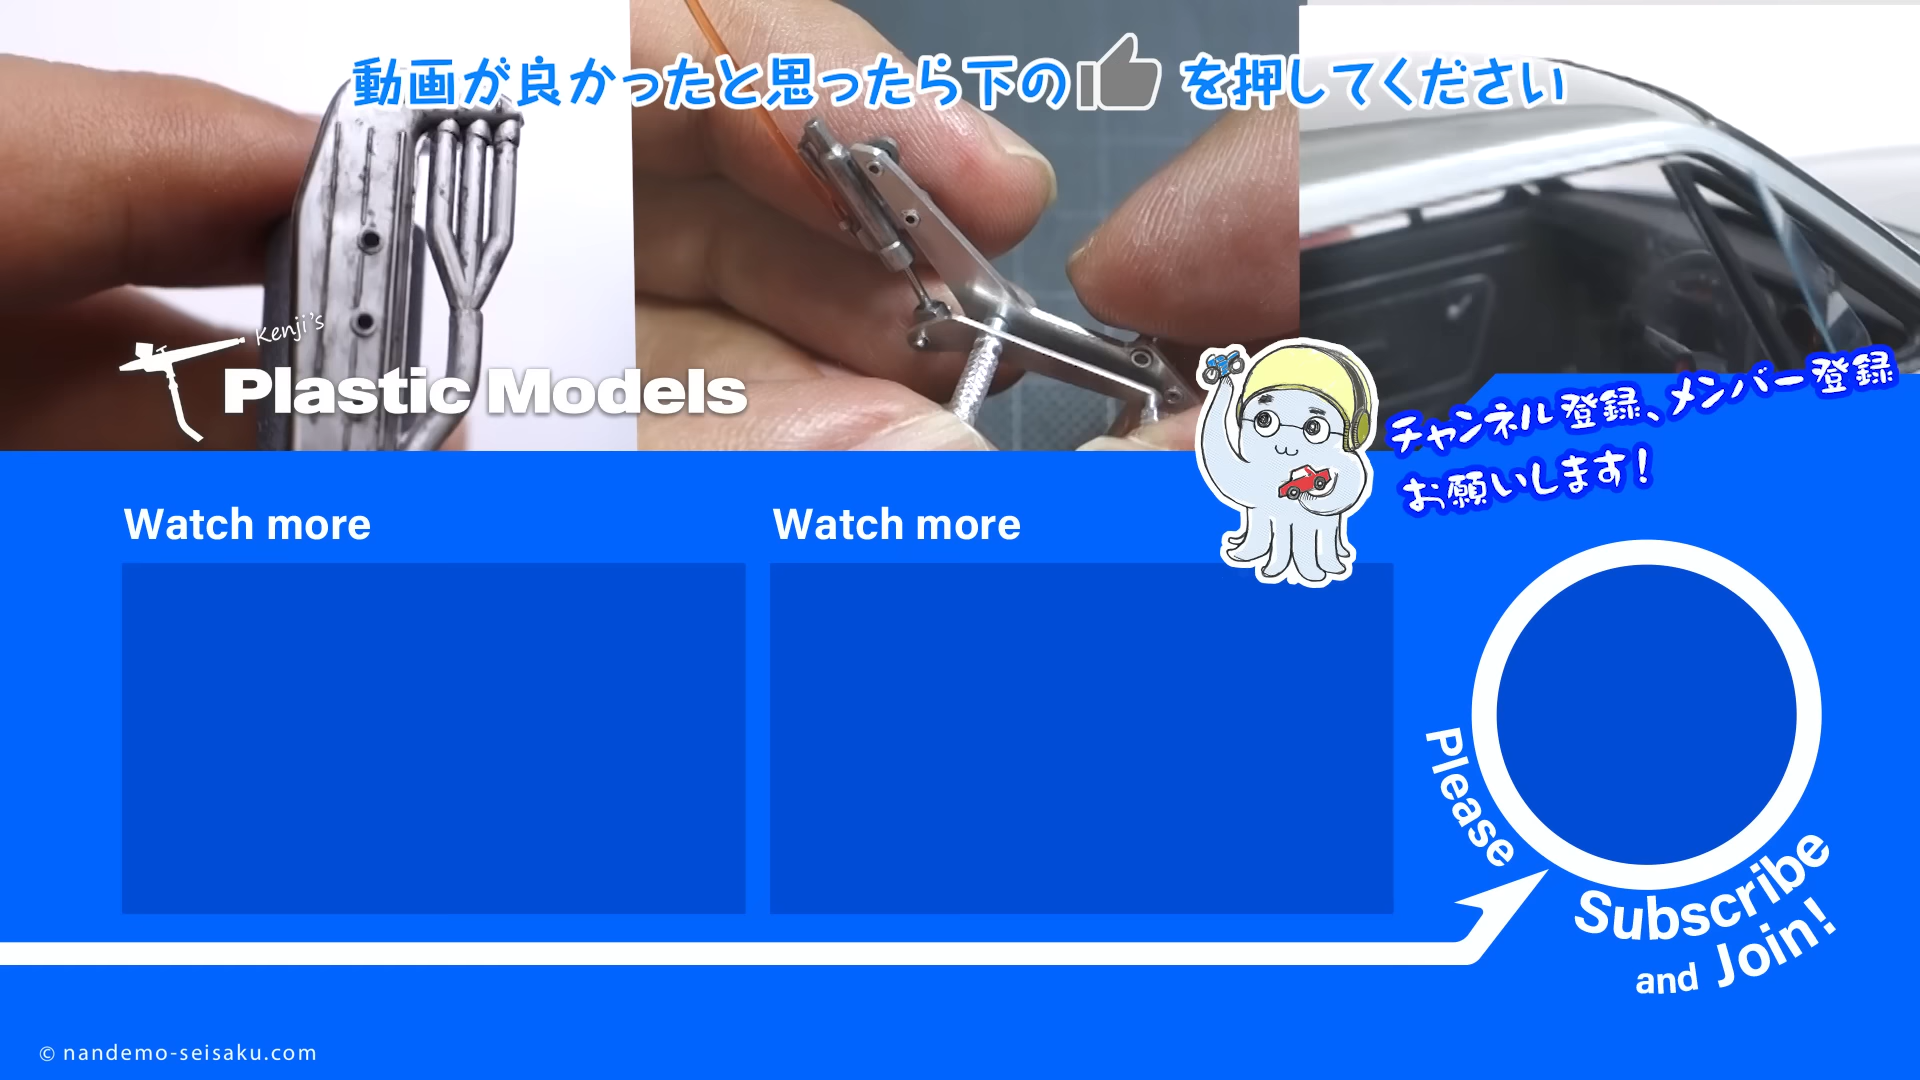 動画が良かったと思ったら下の を押してください
Kenji's
Plastic Models
チャンネル登録、メンバー登録
お願いします!
Watch more
Watch more
Please
Subscribe
and Join!
© nandemo-seisaku.com